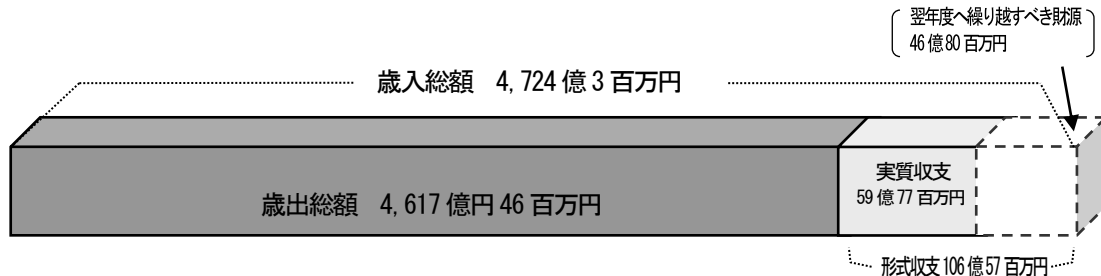 翌年度へ繰り越すべき財源
46億80百万円
歳入総額 4,724億3百万円
実質収支
59億77百万円
歳出総額 4,617億円46百万円
形式収支106億57百万円